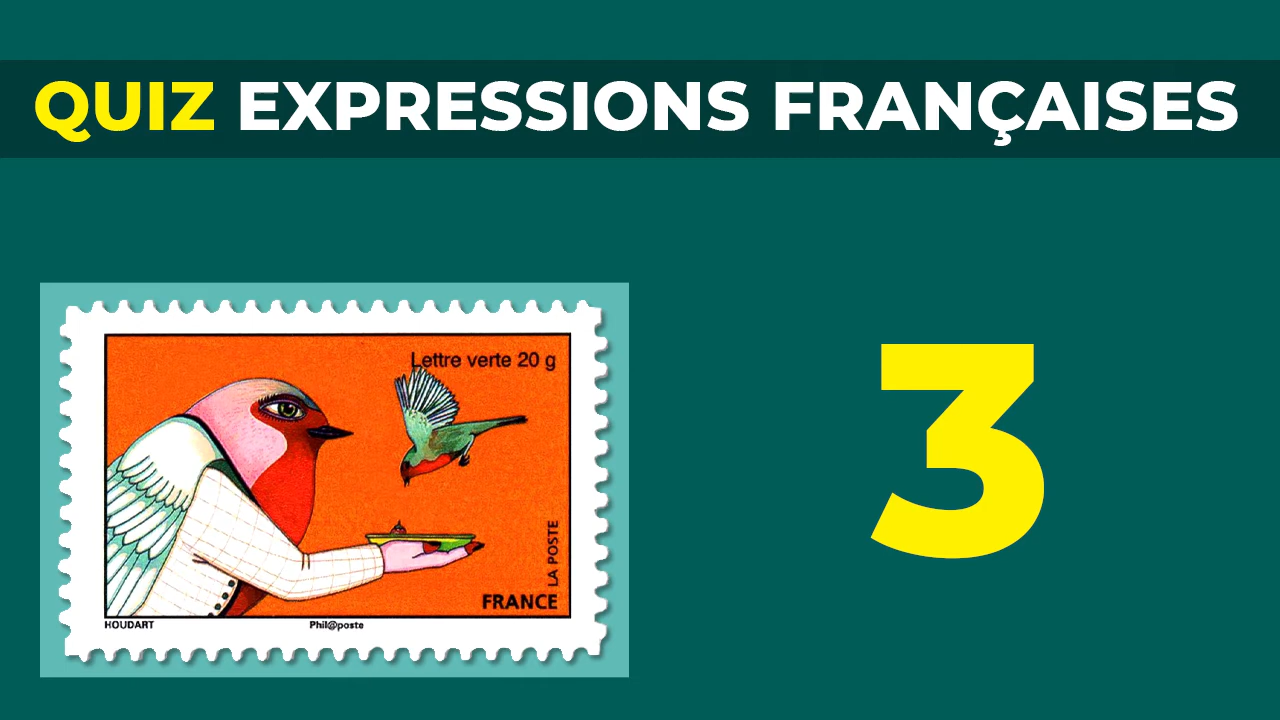 QUIZ EXPRESSIONS FRANÇAISES
Lettre verte 20 g
3
LA POSTE
FRANCE
HOUDART
Phil@poste